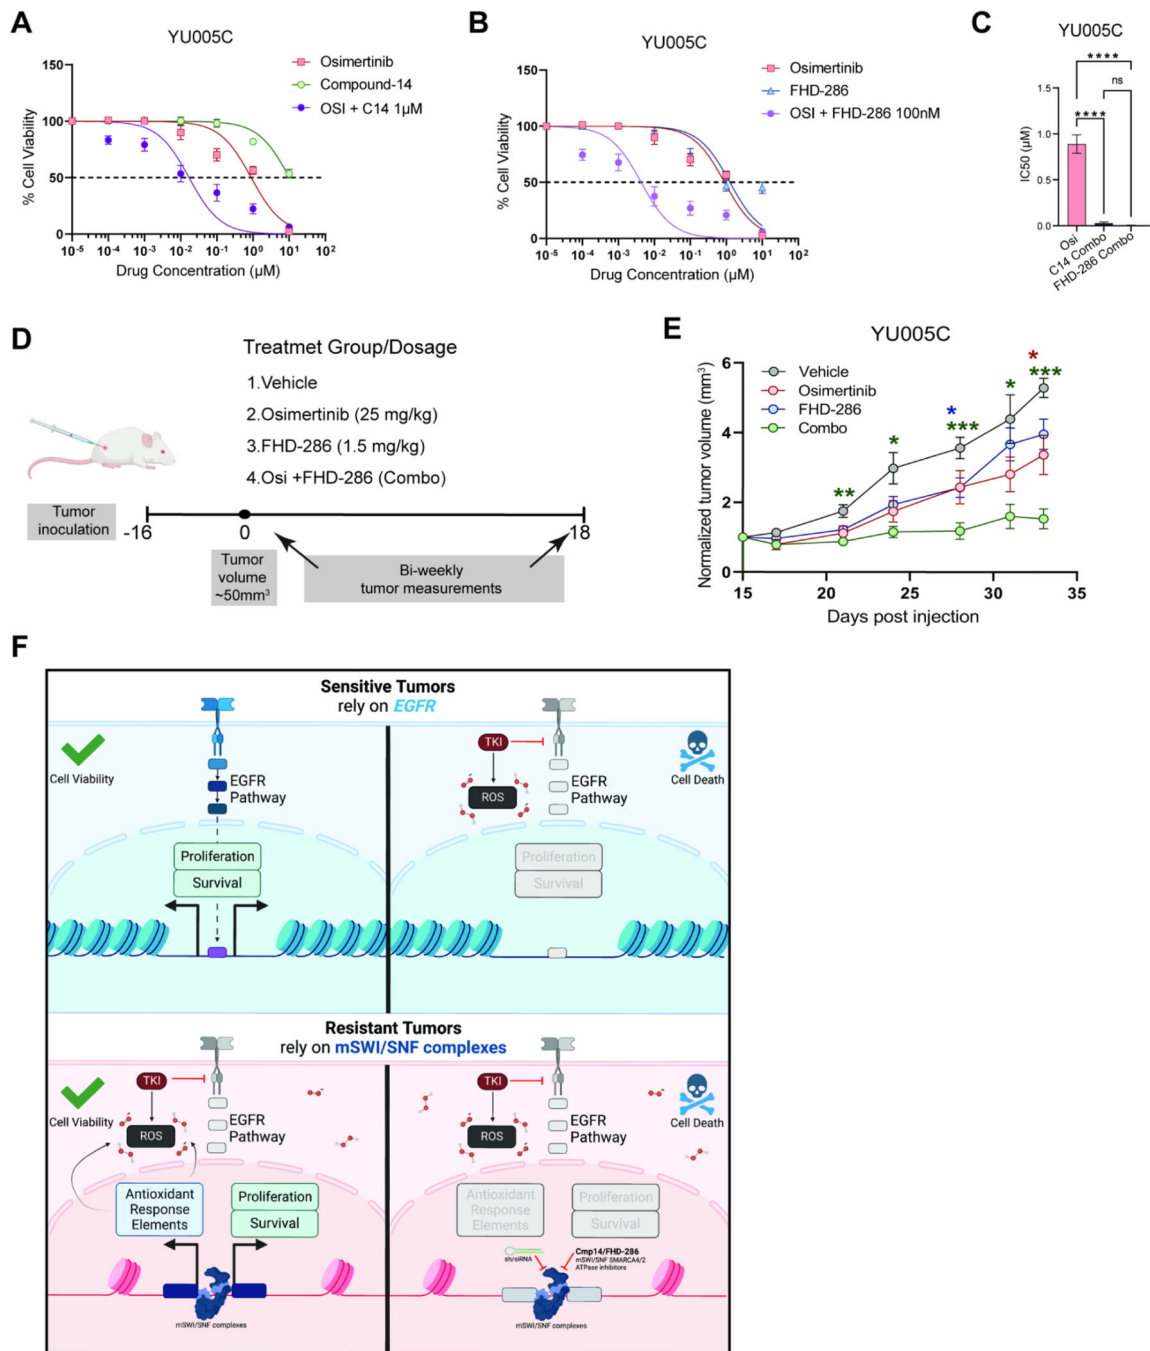 A
YU005C
Osimertinib
Compound-14
OSI + C14 1µM
% Cell Viability
150
100
50
0
10-5
10-4
10-3
10-2
10-1
100
101
102
Drug Concentration (µM)
B
YU005C
Osimertinib
FHD-286
OSI + FHD-286 100nM
% Cell Viability
150
100
50
0
10-5
10-4
10-3
10-2
10-1
100
101
102
Drug Concentration (µM)
C
YU005C
****
ns
****
IC50 (µM)
1.5
1.0
0.5
0.0
Osi
C14 Combo
FHD-286 Combo
D
Treatmet Group/Dosage
1.Vehicle
2.Osimertinib (25 mg/kg)
3.FHD-286 (1.5 mg/kg)
4.Osi +FHD-286 (Combo)
Tumor
inoculation
-16
0
18
Tumor
volume
~50mm3
Bi-weekly
tumor measurements
E
YU005C
Vehicle
Osimertinib
FHD-286
Combo
**
*
*
***
*
*
***
Normalized tumor volume (mm3)
6
4
2
0
15
20
25
30
35
Days post injection
F
Sensitive Tumors
rely on EGFR
Cell Viability
EGFR
Pathway
Proliferation
Survival
TKI
ROS
EGFR
Pathway
Cell Death
Proliferation
Survival
Resistant Tumors
rely on mSWI/SNF complexes
Cell Viability
TKI
ROS
EGFR
Pathway
Antioxidant
Response
Elements
Proliferation
Survival
mSWI/SNF complexes
TKI
ROS
EGFR
Pathway
Cell Death
Antioxidant
Response
Elements
Proliferation
Survival
sh/siRNA
Cmp14/FHD-286
mSWI/SNF SMARCA4/2
ATPase inhibitors
mSWI/SNF complexes